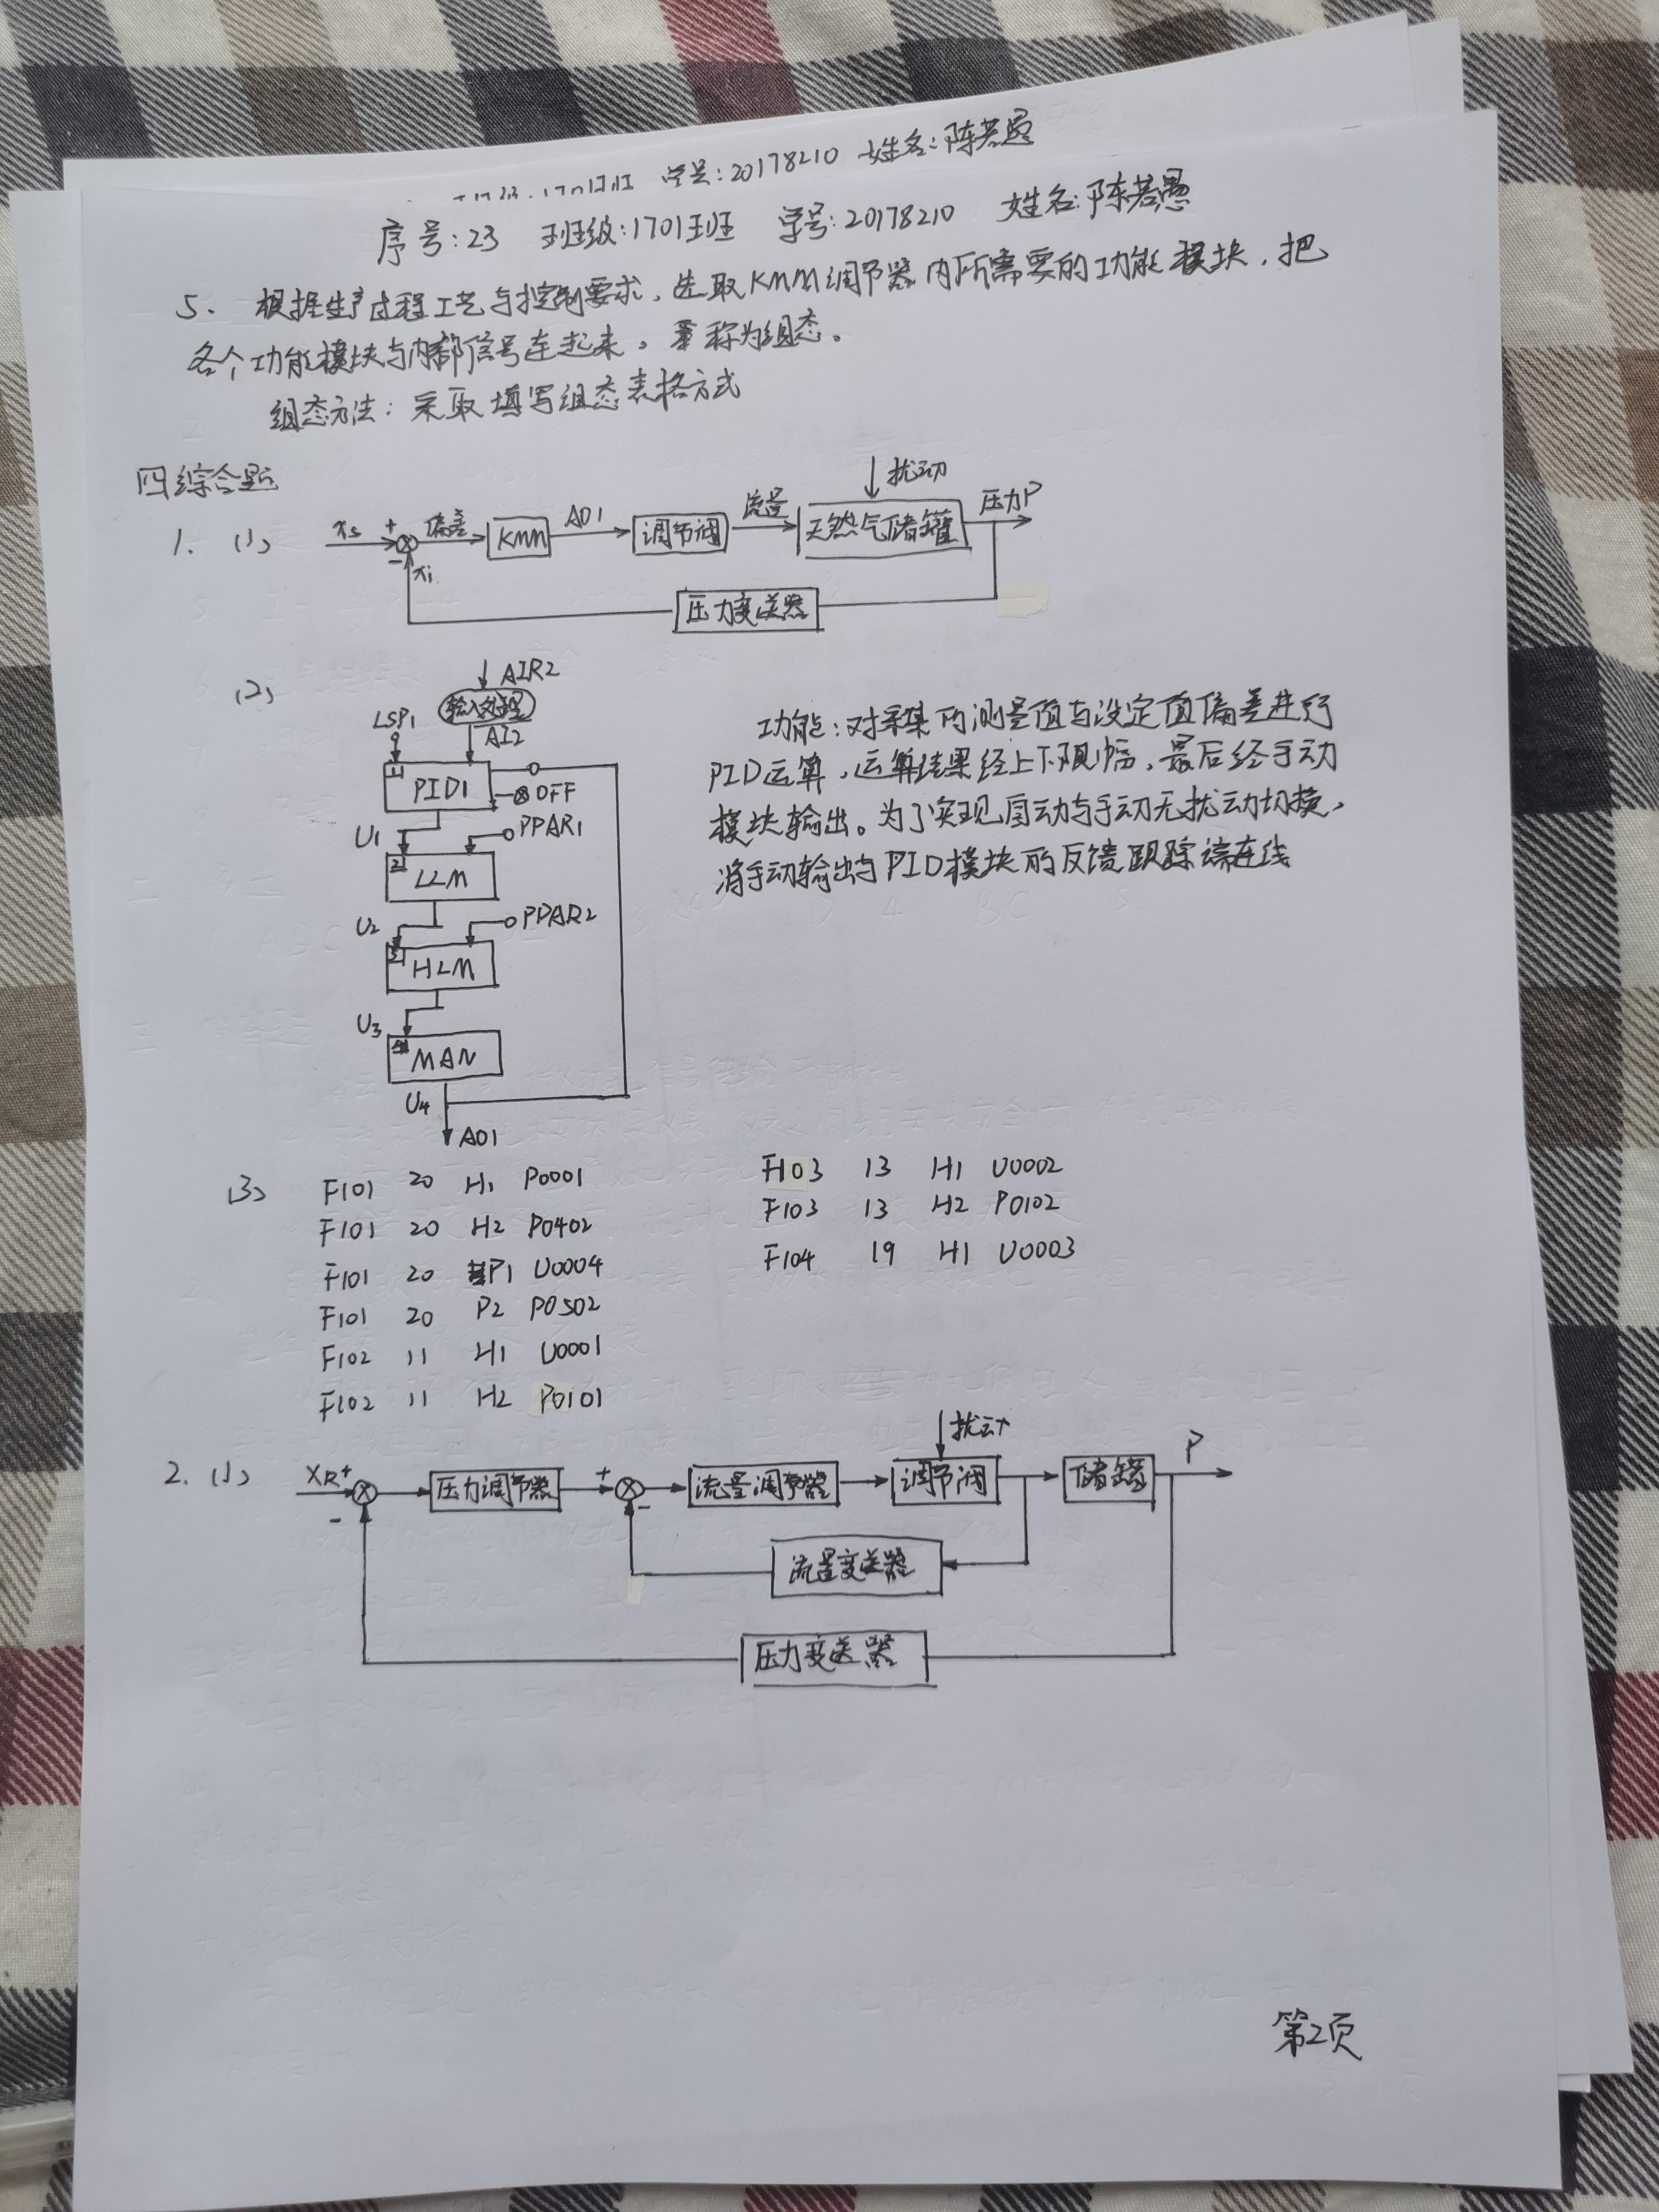 学号:20178210 姓名:陈若愚
序号:23 班级:1701班 学号:20178210 姓名:陈若愚
5. 根据生产过程工艺与控制要求,选取KMM调节器内所需要的功能模块,把
各个功能模块与内部信号连起来。称为组态。
组态方法:采取填写组态表格方式
四 综合题
1. (1) xs + - 偏差 KMM AO1 调节阀 流量 天然气储罐 扰动 压力P
xi 压力变送器
(2) AIR2
输入处理
LSP1 AI2
1 PID1 OFF
U1 PPAR1
2 LLM
U2 PPAR2
3 HLM
U3
4 MAN
U4
AO1
功能:对采集的测量值与设定值偏差进行
PID运算,运算结果经上下限幅,最后经手动
模块输出。为了实现自动与手动无扰动切换,
将手动输出与PID模块的反馈跟踪端连线
(3) F101 20 H1 P0001
F101 20 H2 P0402
F101 20 P1 U0004
F101 20 P2 P0502
F102 11 H1 U0001
F102 11 H2 P0101
F103 13 H1 U0002
F103 13 H2 P0102
F104 19 H1 U0003
2. (1) XR + - 压力调节器 + - 流量调节器 扰动 调节阀 储罐 P
流量变送器
压力变送器
第2页